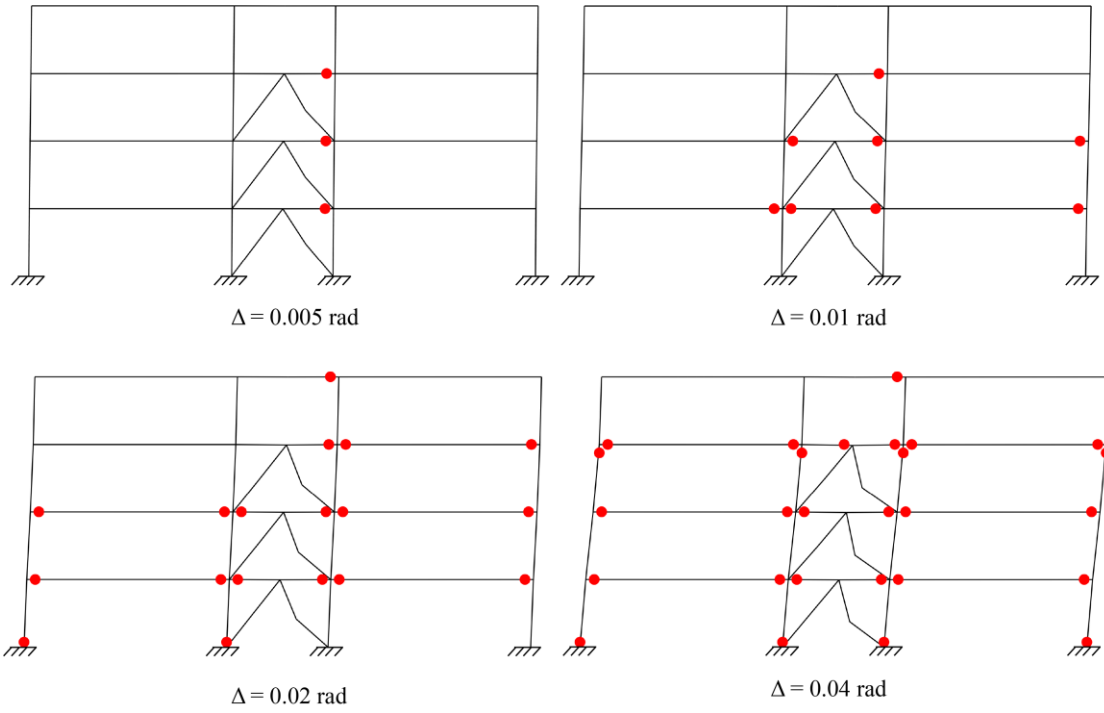 Δ = 0.005 rad
Δ = 0.01 rad
Δ = 0.02 rad
Δ = 0.04 rad